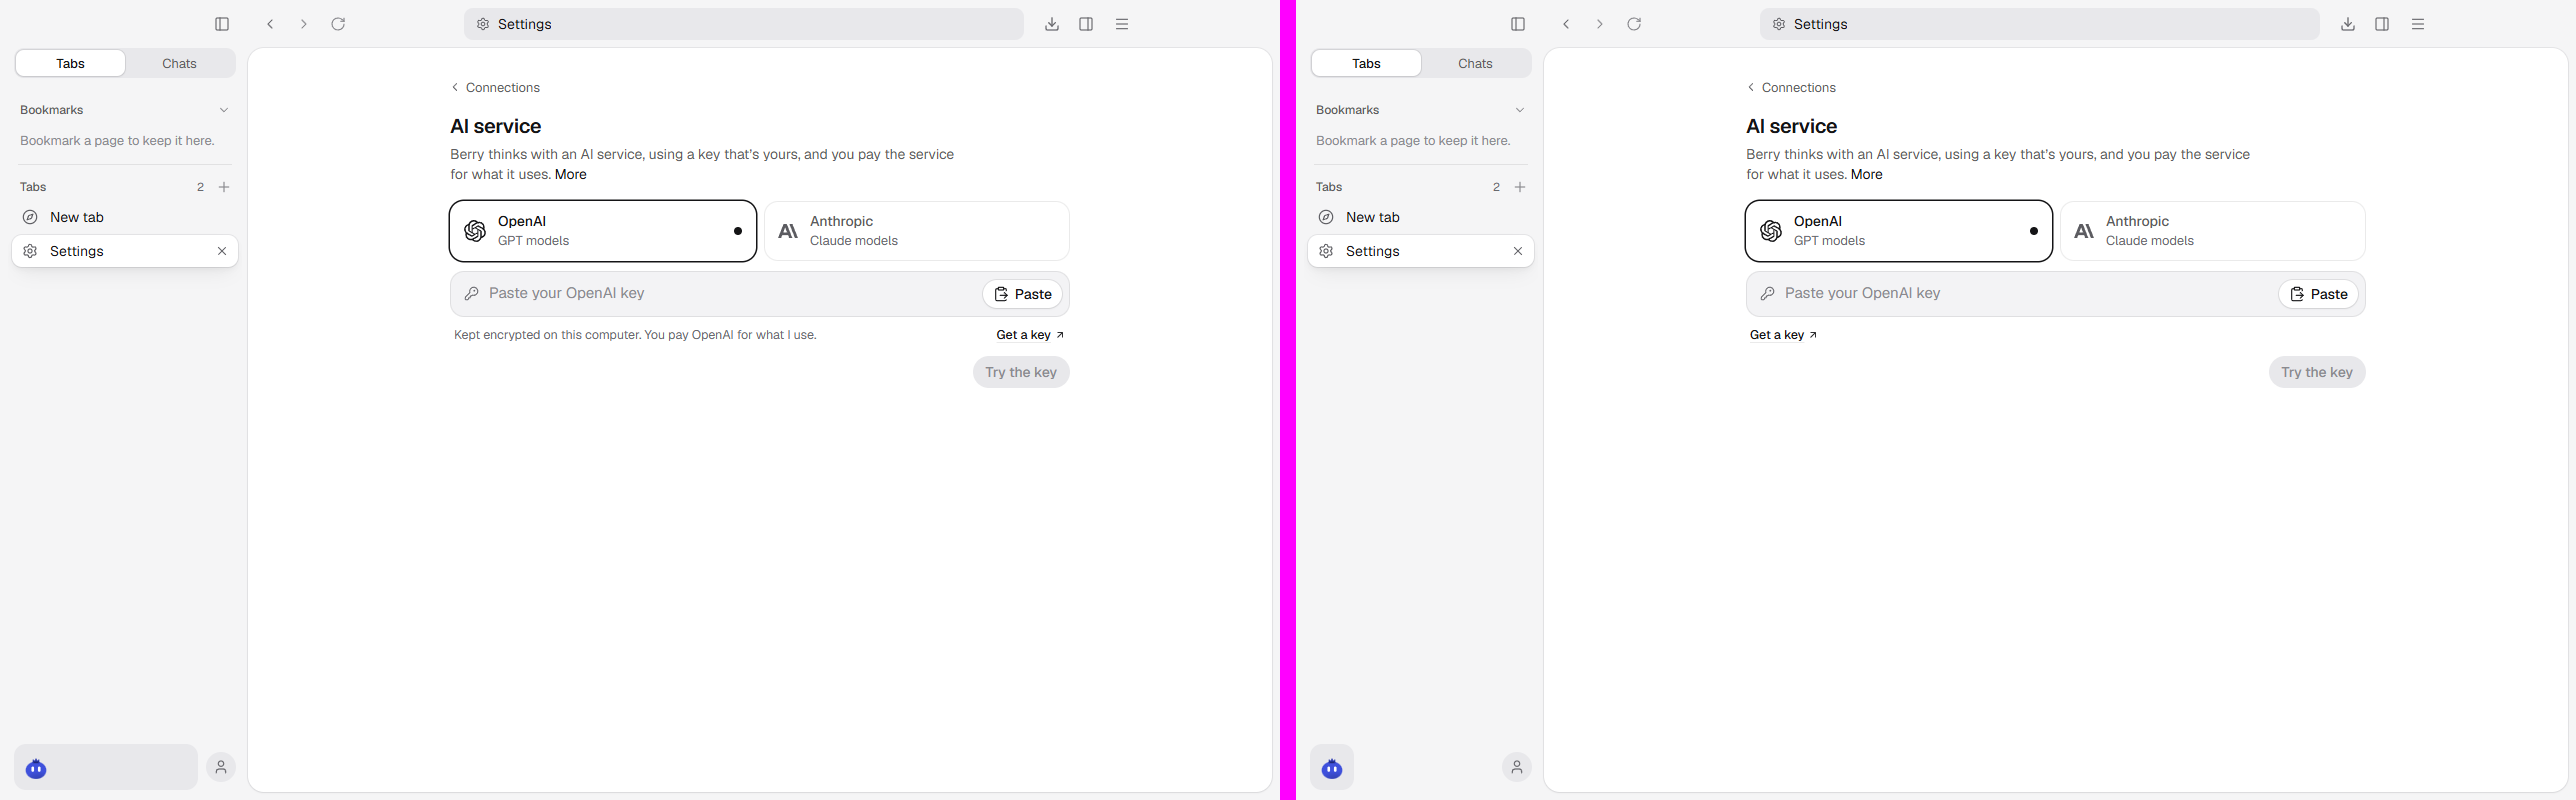 Settings
Tabs
Chats
Bookmarks
Bookmark a page to keep it here.
Tabs 2
New tab
Settings
Connections
AI service
Berry thinks with an AI service, using a key that's yours, and you pay the service
for what it uses. More
OpenAI
GPT models
Anthropic
Claude models
Paste your OpenAI key
Paste
Kept encrypted on this computer. You pay OpenAI for what I use.
Get a key
Try the key
Settings
Tabs
Chats
Bookmarks
Bookmark a page to keep it here.
Tabs 2
New tab
Settings
Connections
AI service
Berry thinks with an AI service, using a key that's yours, and you pay the service
for what it uses. More
OpenAI
GPT models
Anthropic
Claude models
Paste your OpenAI key
Paste
Get a key
Try the key